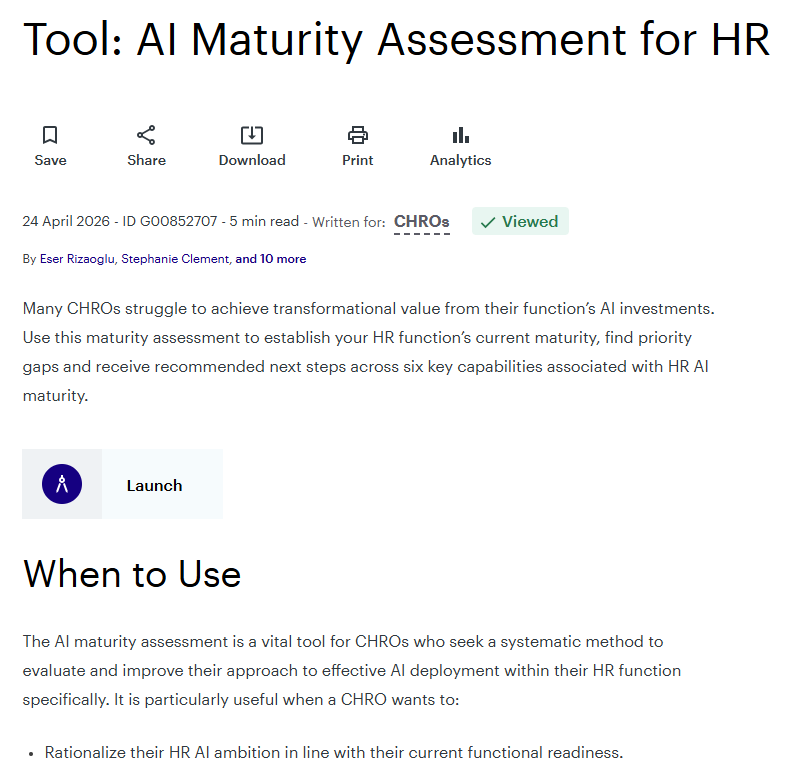 Tool: AI Maturity Assessment for HR
Save
Share
Download
Print
Analytics
24 April 2026 - ID G00852707 - 5 min read - Written for: CHROs
Viewed
By Eser Rizaoglu, Stephanie Clement, and 10 more
Many CHROs struggle to achieve transformational value from their function’s AI investments.
Use this maturity assessment to establish your HR function’s current maturity, find priority
gaps and receive recommended next steps across six key capabilities associated with HR AI
maturity.
Launch
When to Use
The AI maturity assessment is a vital tool for CHROs who seek a systematic method to
evaluate and improve their approach to effective AI deployment within their HR function
specifically. It is particularly useful when a CHRO wants to:
• Rationalize their HR AI ambition in line with their current functional readiness.